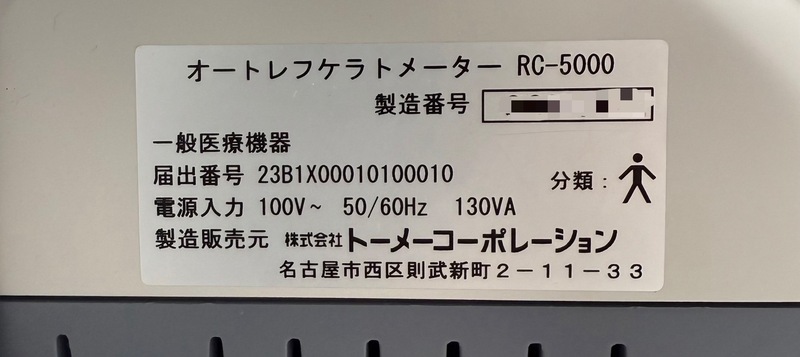 オートレフケラトメーター RC-5000
製造番号
一般医療機器
届出番号 23B1X00010100010
分類：
電源入力 100V~ 50/60Hz 130VA
製造販売元 株式会社トーメーコーポレーション
名古屋市西区則武新町２－１１－３３